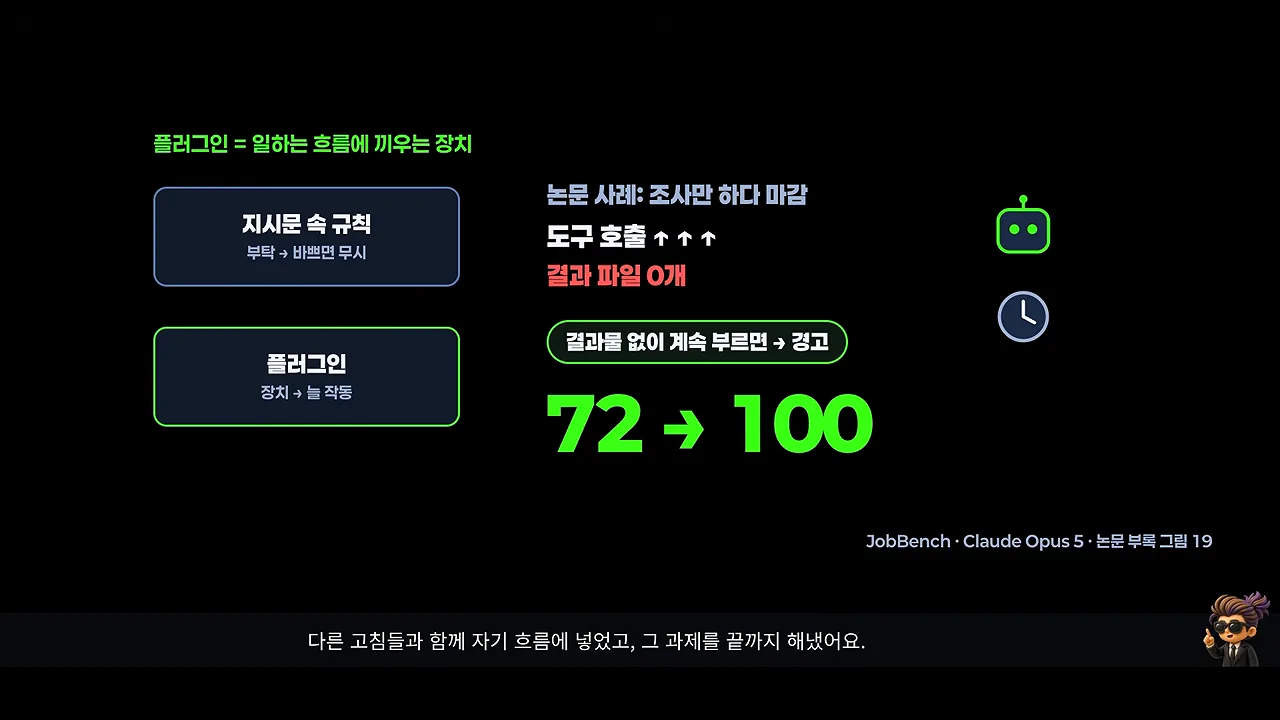 플러그인 = 일하는 흐름에 끼우는 장치
지시문 속 규칙
부탁 → 바쁘면 무시
플러그인
장치 → 늘 작동
논문 사례: 조사만 하다 마감
도구 호출 ↑ ↑ ↑
결과 파일 0개
결과물 없이 계속 부르면 → 경고
72 → 100
JobBench · Claude Opus 5 · 논문 부록 그림 19
다른 고침들과 함께 자기 흐름에 넣었고, 그 과제를 끝까지 해냈어요.